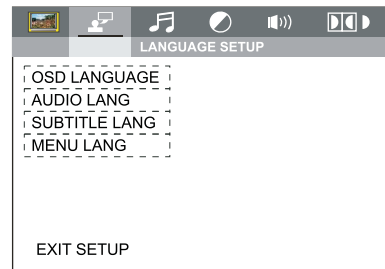 LANGUAGE SETUP
OSD LANGUAGE
AUDIO LANG
SUBTITLE LANG
MENU LANG
EXIT SETUP